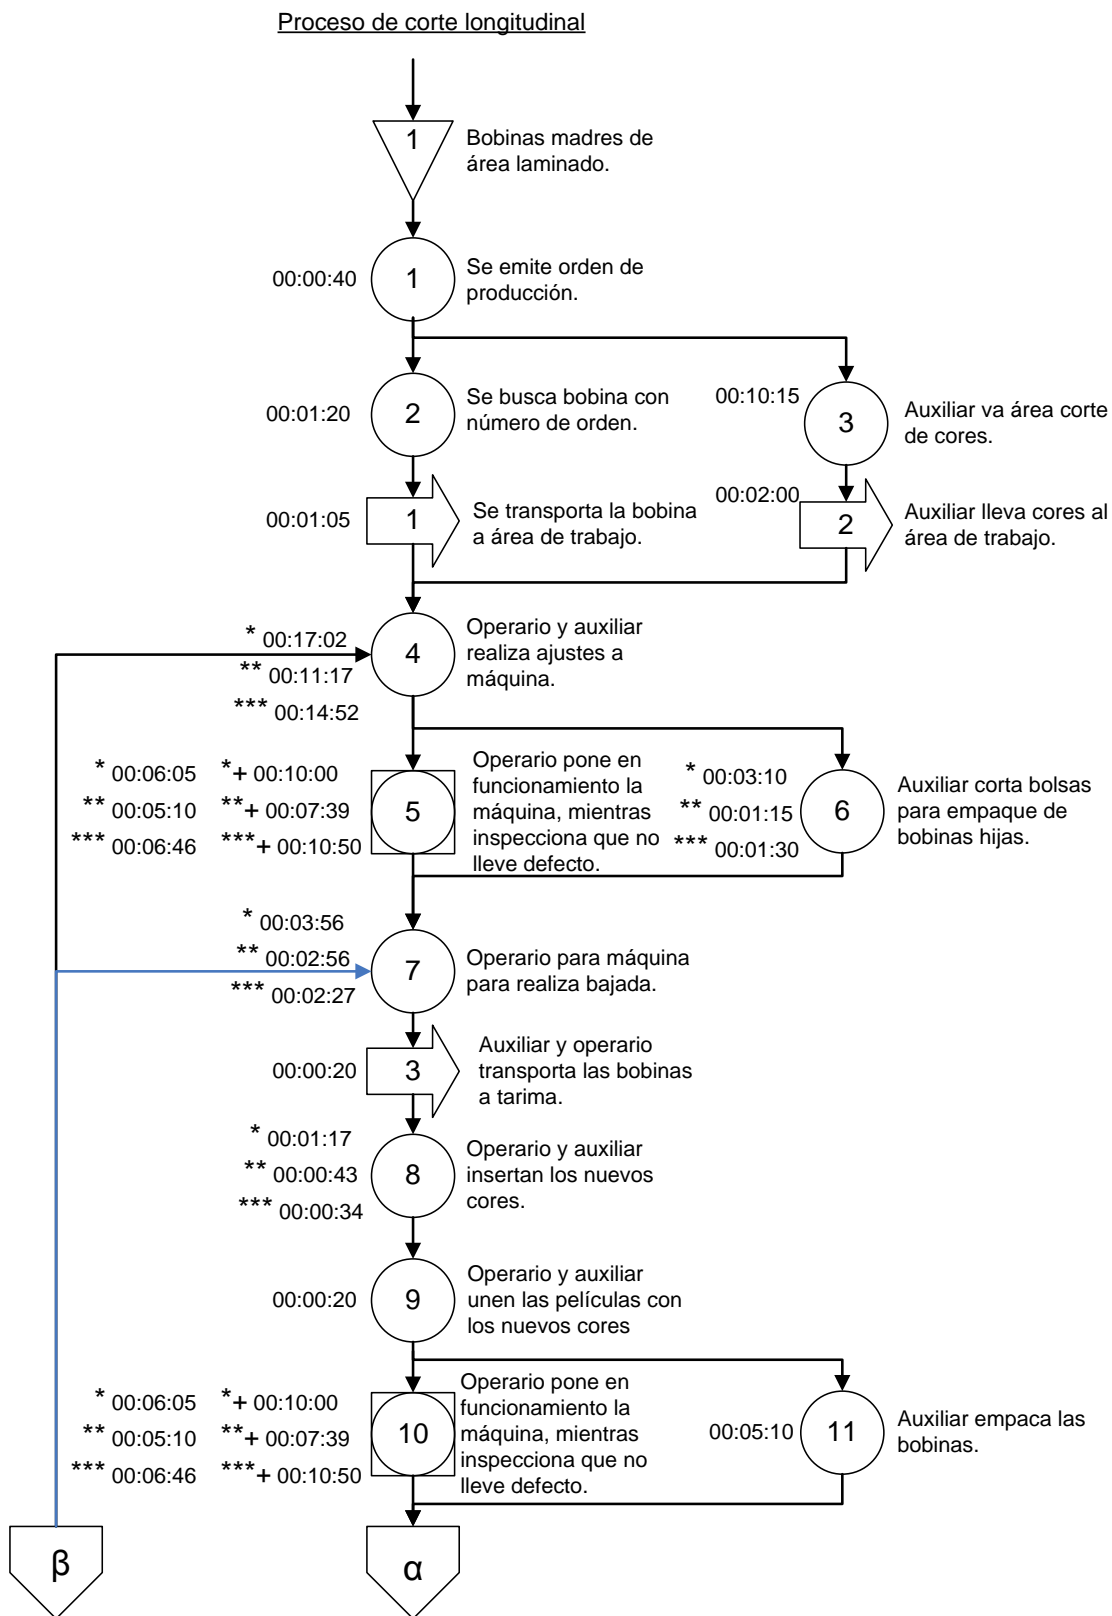 Proceso de corte longitudinal
1
Bobinas madres de
área laminado.
00:00:40
1
Se emite orden de
producción.
00:01:20
2
Se busca bobina con
número de orden.
00:10:15
3
Auxiliar va área corte
de cores.
00:01:05
1
Se transporta la bobina
a área de trabajo.
00:02:00
2
Auxiliar lleva cores al
área de trabajo.
* 00:17:02
** 00:11:17
*** 00:14:52
4
Operario y auxiliar
realiza ajustes a
máquina.
* 00:06:05 *+ 00:10:00
** 00:05:10 **+ 00:07:39
*** 00:06:46 ***+ 00:10:50
5
Operario pone en
funcionamiento la
máquina, mientras
inspecciona que no
lleve defecto.
* 00:03:10
** 00:01:15
*** 00:01:30
6
Auxiliar corta bolsas
para empaque de
bobinas hijas.
* 00:03:56
** 00:02:56
*** 00:02:27
7
Operario para máquina
para realiza bajada.
00:00:20
3
Auxiliar y operario
transporta las bobinas
a tarima.
* 00:01:17
** 00:00:43
*** 00:00:34
8
Operario y auxiliar
insertan los nuevos
cores.
00:00:20
9
Operario y auxiliar
unen las películas con
los nuevos cores
* 00:06:05 *+ 00:10:00
** 00:05:10 **+ 00:07:39
*** 00:06:46 ***+ 00:10:50
10
Operario pone en
funcionamiento la
máquina, mientras
inspecciona que no
lleve defecto.
00:05:10
11
Auxiliar empaca las
bobinas.
β
α